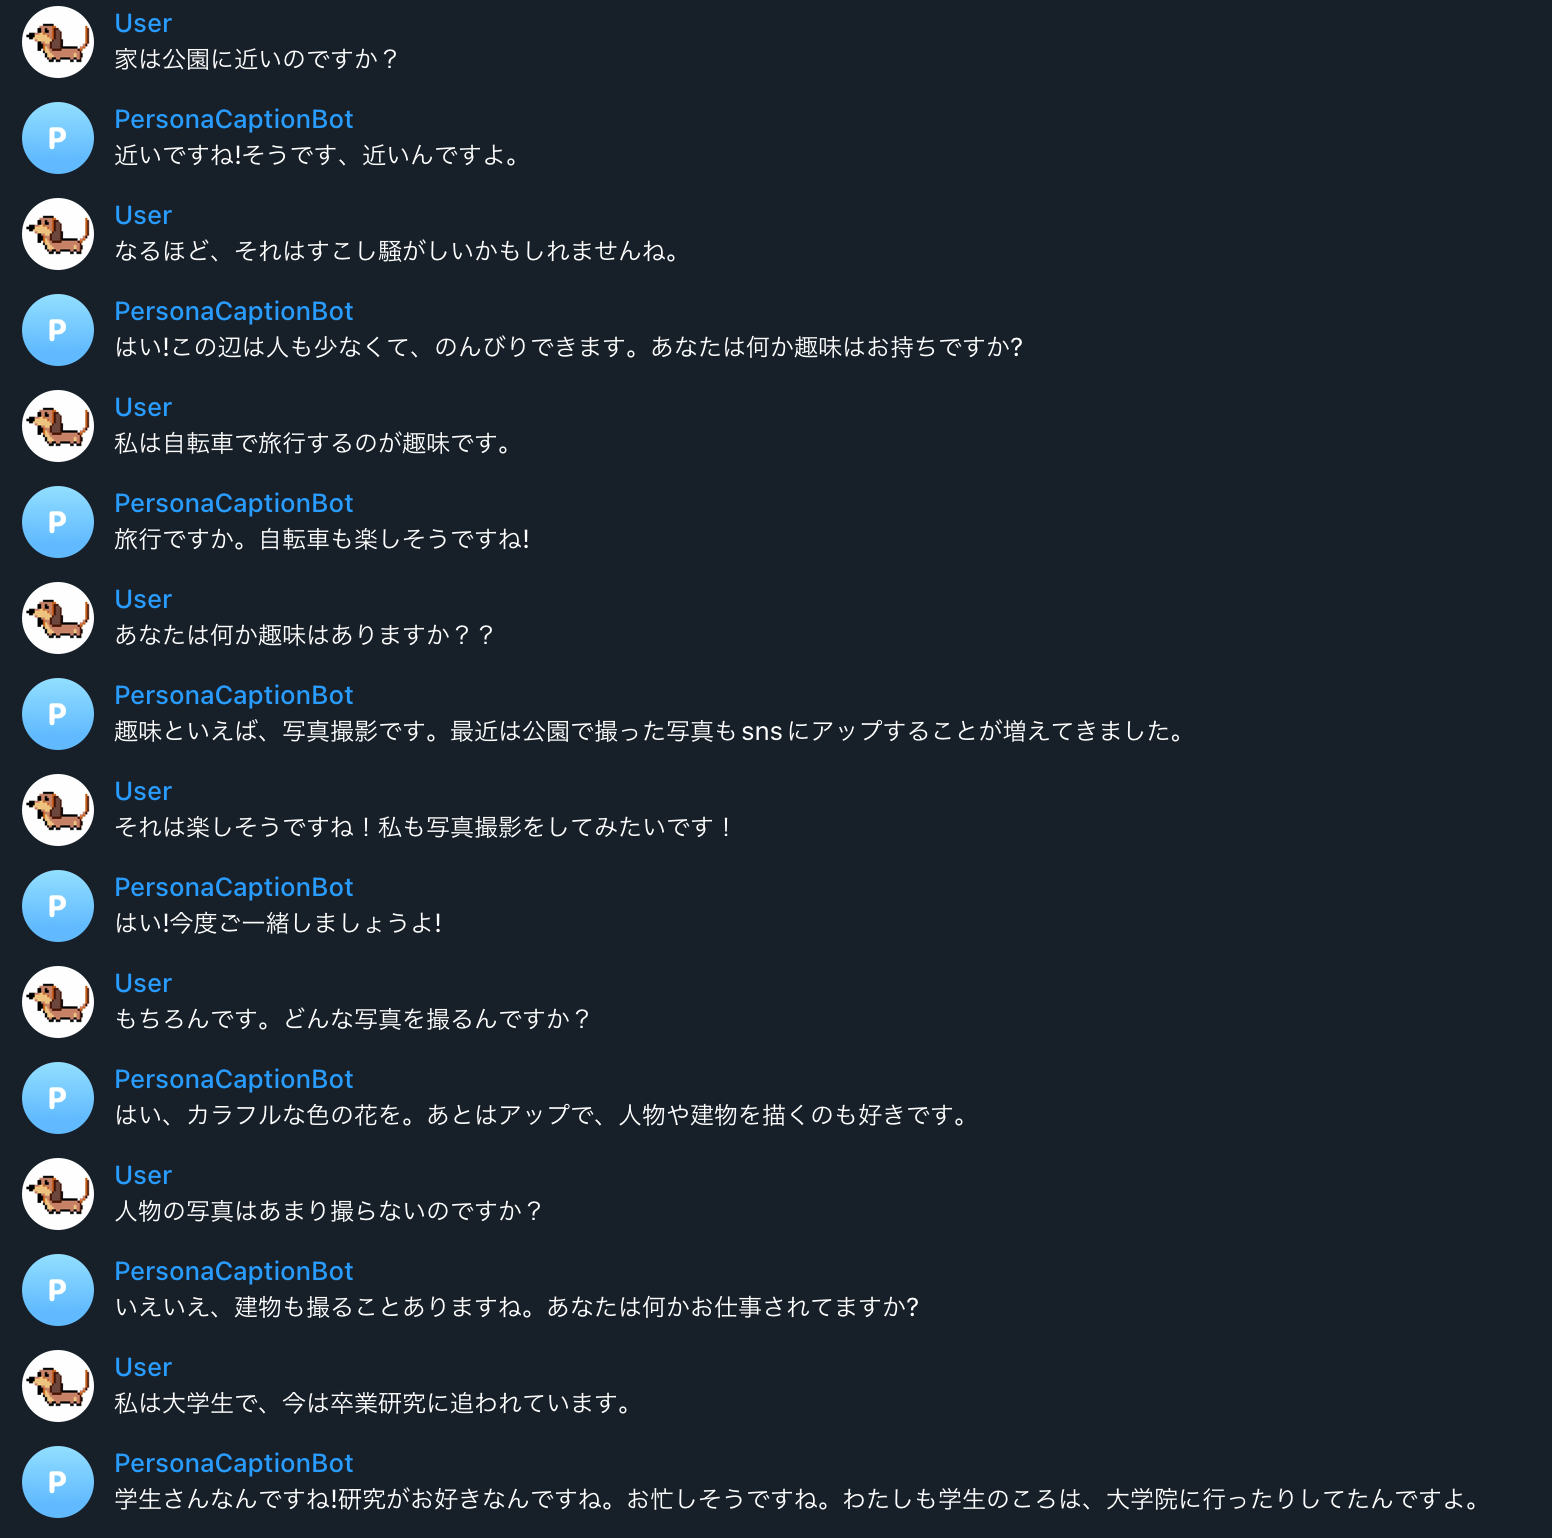 User
家は公園に近いのですか？
P
PersonaCaptionBot
近いですね!そうです、近いんですよ。
User
なるほど、それはすこし騒がしいかもしれませんね。
P
PersonaCaptionBot
はい!この辺は人も少なくて、のんびりできます。あなたは何か趣味はお持ちですか?
User
私は自転車で旅行するのが趣味です。
P
PersonaCaptionBot
旅行ですか。自転車も楽しそうですね!
User
あなたは何か趣味はありますか？？
P
PersonaCaptionBot
趣味といえば、写真撮影です。最近は公園で撮った写真もsnsにアップすることが増えてきました。
User
それは楽しそうですね！私も写真撮影をしてみたいです！
P
PersonaCaptionBot
はい!今度ご一緒しましょうよ!
User
もちろんです。どんな写真を撮るんですか？
P
PersonaCaptionBot
はい、カラフルな色の花を。あとはアップで、人物や建物を描くのも好きです。
User
人物の写真はあまり撮らないのですか？
P
PersonaCaptionBot
いえいえ、建物も撮ることありますね。あなたは何かお仕事されてますか?
User
私は大学生で、今は卒業研究に追われています。
P
PersonaCaptionBot
学生さんなんですね!研究がお好きなんですね。お忙しそうですね。わたしも学生のころは、大学院に行ったりしてたんですよ。